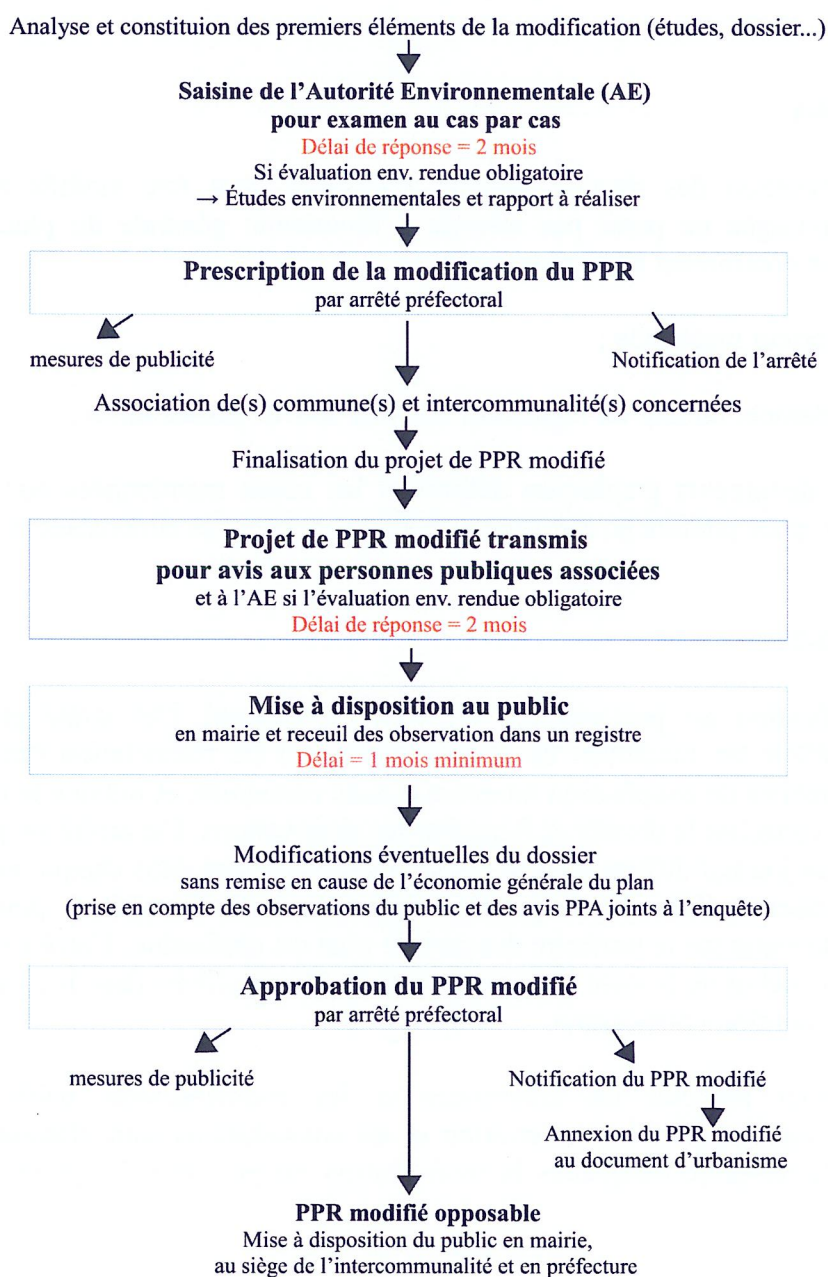 Analyse et constituion des premiers éléments de la modification (études, dossier...)
Saisine de l'Autorité Environnementale (AE)
pour examen au cas par cas
Délai de réponse = 2 mois
Si évaluation env. rendue obligatoire
→ Études environnementales et rapport à réaliser
Prescription de la modification du PPR
par arrêté préfectoral
mesures de publicité
Notification de l'arrêté
Association de(s) commune(s) et intercommunalité(s) concernées
Finalisation du projet de PPR modifié
Projet de PPR modifié transmis
pour avis aux personnes publiques associées
et à l'AE si l'évaluation env. rendue obligatoire
Délai de réponse = 2 mois
Mise à disposition au public
en mairie et receuil des observation dans un registre
Délai = 1 mois minimum
Modifications éventuelles du dossier
sans remise en cause de l'économie générale du plan
(prise en compte des observations du public et des avis PPA joints à l'enquête)
Approbation du PPR modifié
par arrêté préfectoral
mesures de publicité
Notification du PPR modifié
Annexion du PPR modifié
au document d'urbanisme
PPR modifié opposable
Mise à disposition du public en mairie,
au siège de l'intercommunalité et en préfecture